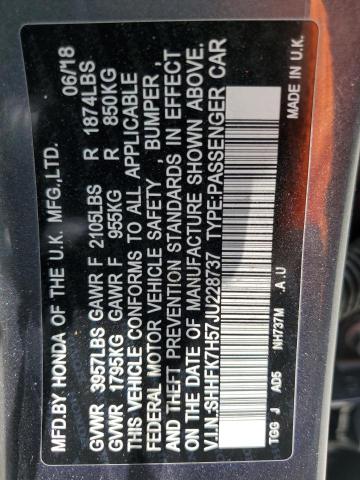 MFD.BY HONDA OF THE U.K. MFG.,LTD. 06/18
GVWR 3957LBS GAWR F 2105LBS R 1874LBS
GVWR 1795KG GAWR F 955KG R 850KG
THIS VEHICLE CONFORMS TO ALL APPLICABLE
FEDERAL MOTOR VEHICLE SAFETY , BUMPER ,
AND THEFT PREVENTION STANDARDS IN EFFECT
ON THE DATE OF MANUFACTURE SHOWN ABOVE.
V.I.N.:SHHFK7H57JU228737 TYPE:PASSENGER CAR
TGG J AD5 NH737M .A .U MADE IN U.K.